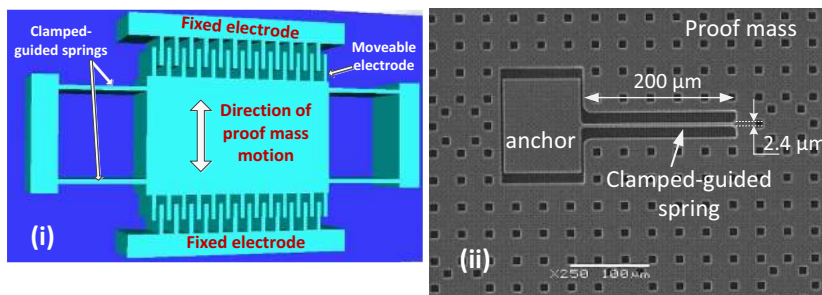 Clamped-
guided springs
Fixed electrode
Moveable
electrode
Direction of
proof mass
motion
(i)
Fixed electrode
Proof mass
200 µm
anchor
2.4 µm
Clamped-guided
spring
(ii)
X250 100µm